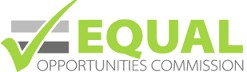 EQUAL
OPPORTUNITIES COMMISSION